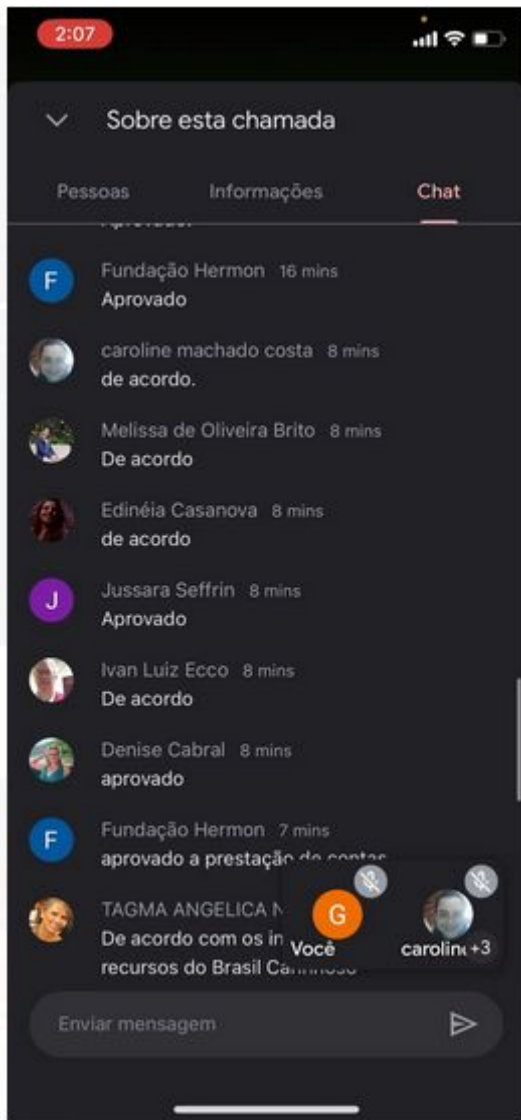 2:07
Sobre esta chamada
Pessoas Informações Chat
Aprovado.
Fundação Hermon 16 mins
Aprovado
caroline machado costa 8 mins
de acordo.
Melissa de Oliveira Brito 8 mins
De acordo
Edinéia Casanova 8 mins
de acordo
J
Jussara Seffrin 8 mins
Aprovado
Ivan Luiz Ecco 8 mins
De acordo
Denise Cabral 8 mins
aprovado
F
Fundação Hermon 7 mins
aprovado a prestação de contas
TAGMA ANGELICA
De acordo com os
recursos do Brasil Carinhoso
G
Você caroline +3
Enviar mensagem